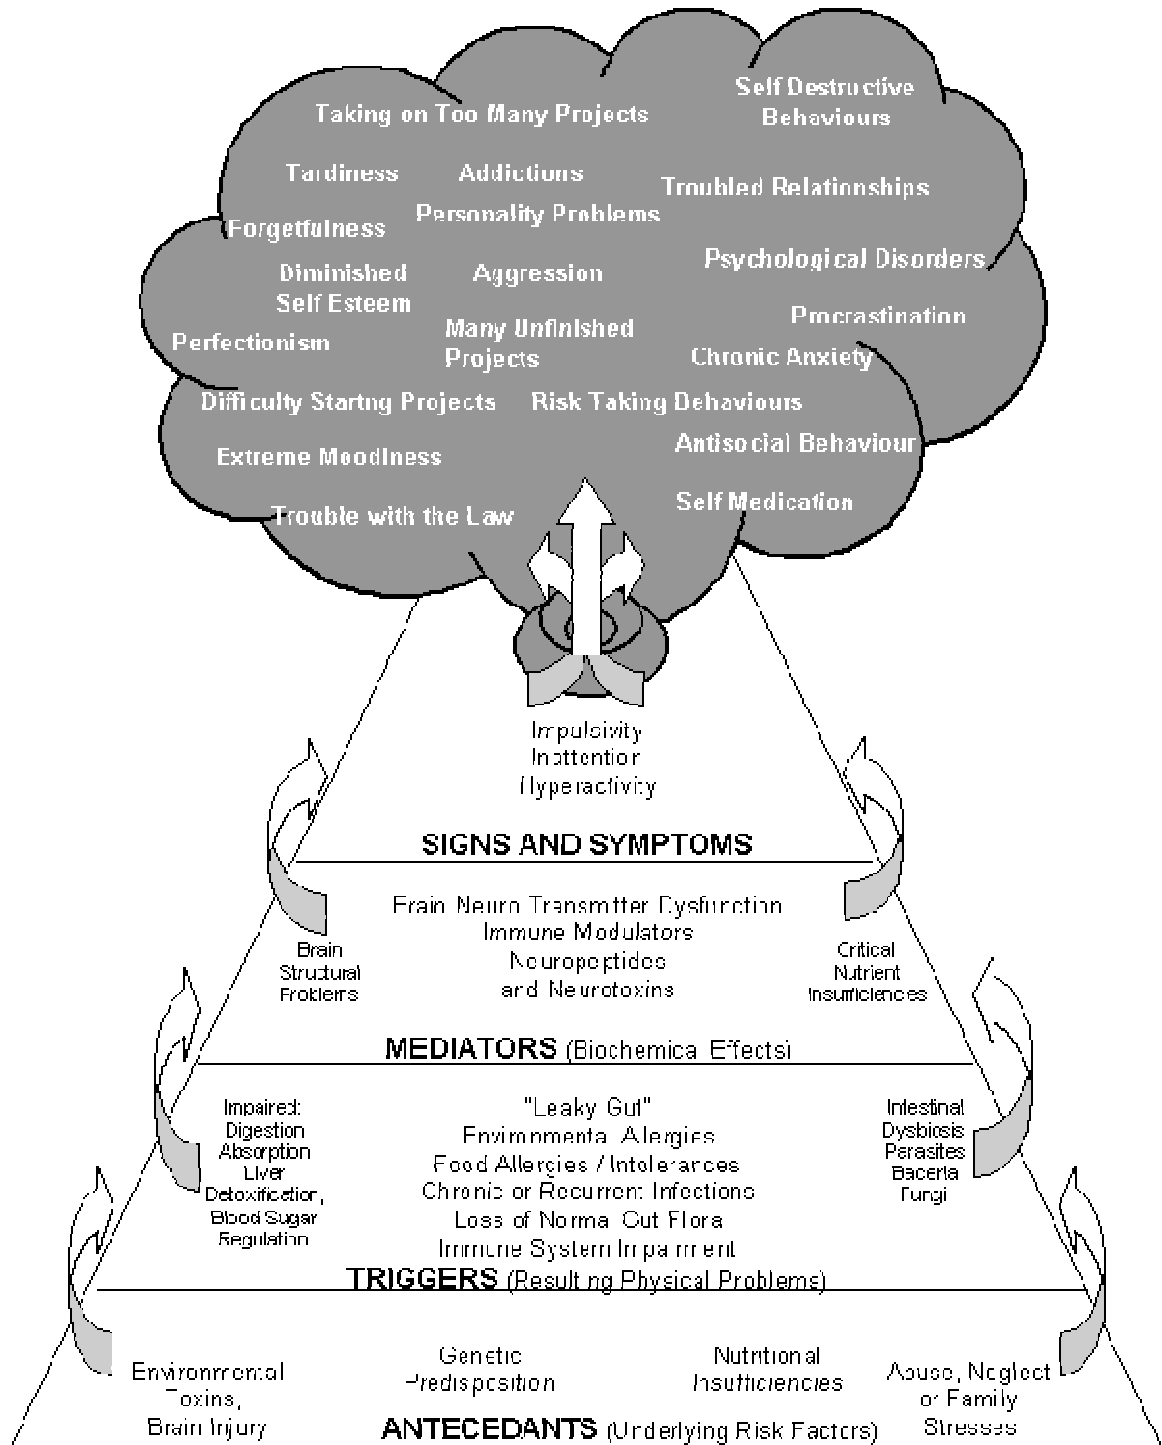 Taking on Too Many Projects
Self Destructive
Behaviours
Tardiness
Addictions
Troubled Relationships
Personality Problems
Forgetfulness
Psychological Disorders
Diminished
Self Esteem
Aggression
Procrastination
Many Unfinished
Projects
Perfectionism
Chronic Anxiety
Difficulty Startng Projects
Risk Taking Behaviours
Antisocial Behaviour
Extreme Moodiness
Self Medication
Trouble with the Law
Impulsivity
Inattention
Hyperactivity
SIGNS AND SYMPTOMS
Brain Neuro Transmitter Dysfunction
Immune Modulators
Neuropeptides
and Neurotoxins
Brain
Structural
Problems
Critical
Nutrient
Insufficiences
MEDIATORS (Biochemical Effects)
Impaired:
Digestion
Absorption
Liver
Detoxification,
Blood Sugar
Regulation
"Leaky Gut"
Environmental Allergies
Food Allergies / Intolerances
Chronic or Recurrent Infections
Loss of Normal Gut Flora
Immune System Impairment
Intestinal
Dysbiosis
Parasites
Baceria
Fungi
TRIGGERS (Resulting Physical Problems)
Environmental
Toxins,
Brain Injury
Genetic
Predisposition
Nutritional
Insufficiencies
Abuse, Neglect
or Family
Stresses
ANTECEDANTS (Underlying Risk Factors)